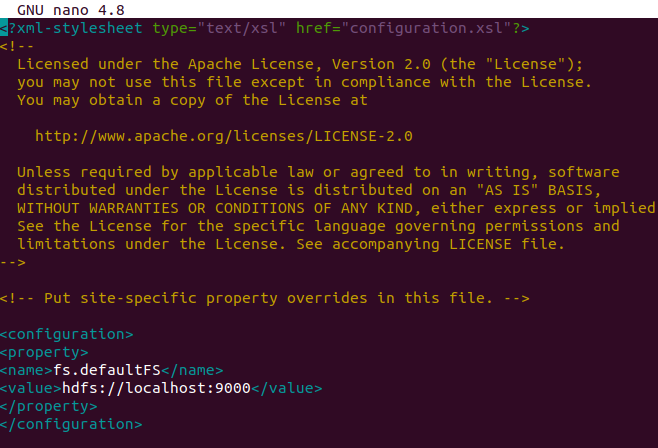 GNU nano 4.8
<?xml-stylesheet type="text/xsl" href="configuration.xsl"?>
<!--
  Licensed under the Apache License, Version 2.0 (the "License");
  you may not use this file except in compliance with the License.
  You may obtain a copy of the License at

    http://www.apache.org/licenses/LICENSE-2.0

  Unless required by applicable law or agreed to in writing, software
  distributed under the License is distributed on an "AS IS" BASIS,
  WITHOUT WARRANTIES OR CONDITIONS OF ANY KIND, either express or implied
  See the License for the specific language governing permissions and
  limitations under the License. See accompanying LICENSE file.
-->

<!-- Put site-specific property overrides in this file. -->

<configuration>
<property>
<name>fs.defaultFS</name>
<value>hdfs://localhost:9000</value>
</property>
</configuration>